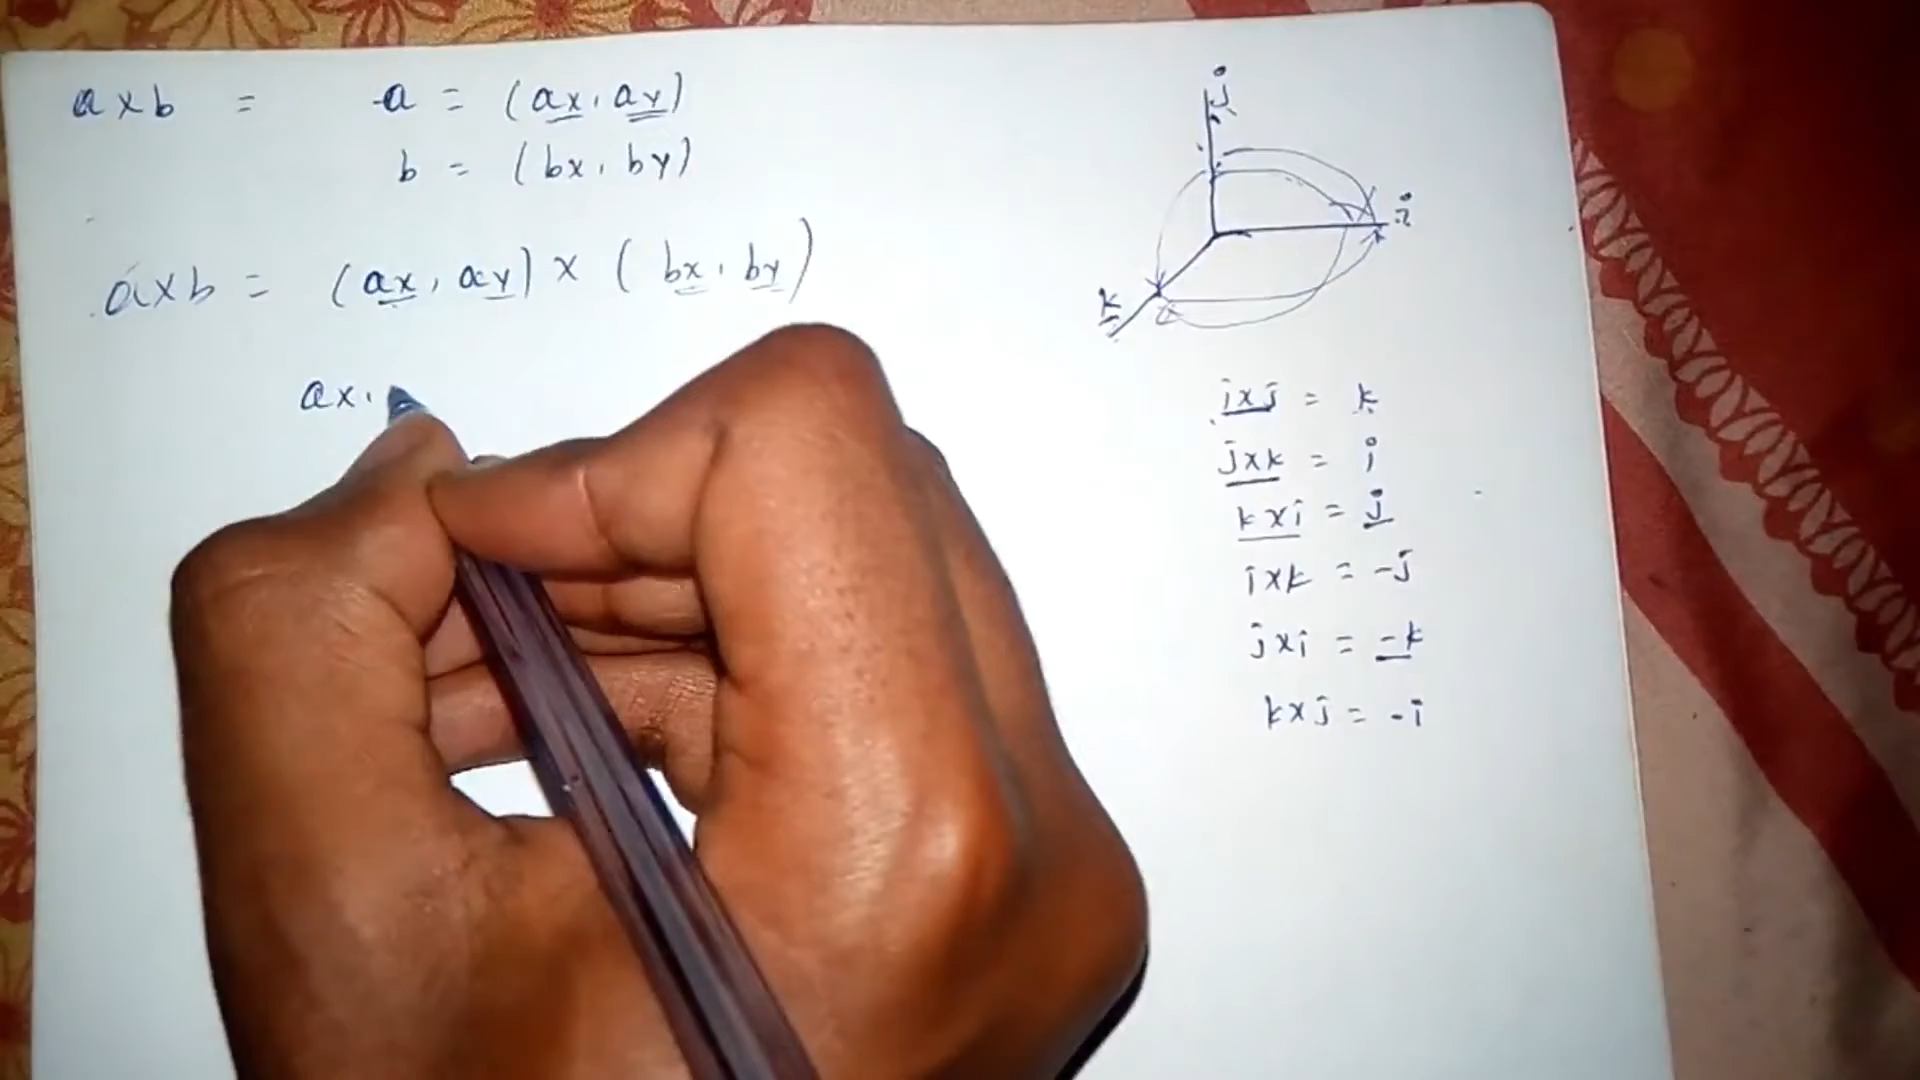 a x b = a = (ax, ay)
b = (bx, by)
a x b = (ax, ay) x (bx, by)
ax.
j
i
k
i x j = k
j x k = i
k x i = j
i x k = -j
j x i = -k
k x j = -i